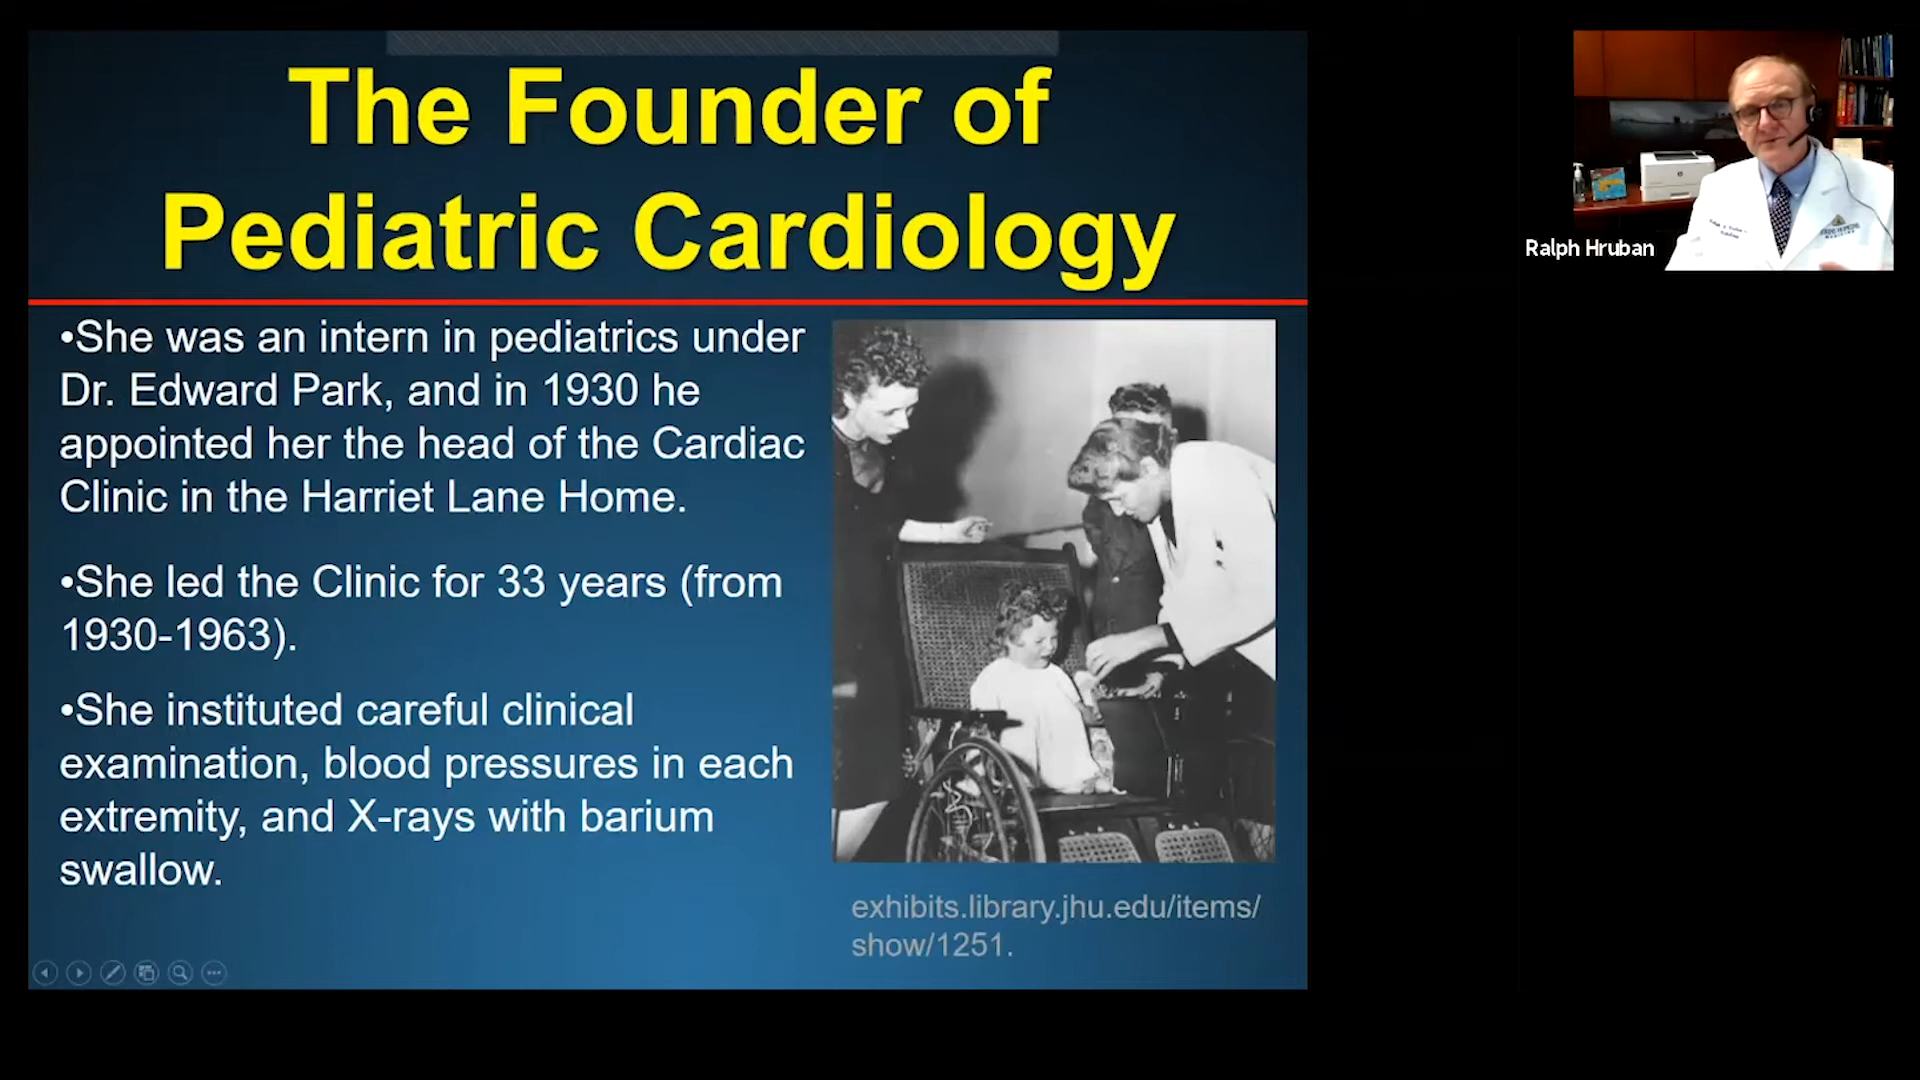 The Founder of
Pediatric Cardiology
•She was an intern in pediatrics under
Dr. Edward Park, and in 1930 he
appointed her the head of the Cardiac
Clinic in the Harriet Lane Home.
•She led the Clinic for 33 years (from
1930-1963).
•She instituted careful clinical
examination, blood pressures in each
extremity, and X-rays with barium
swallow.
exhibits.library.jhu.edu/items/
show/1251.
Ralph Hruban